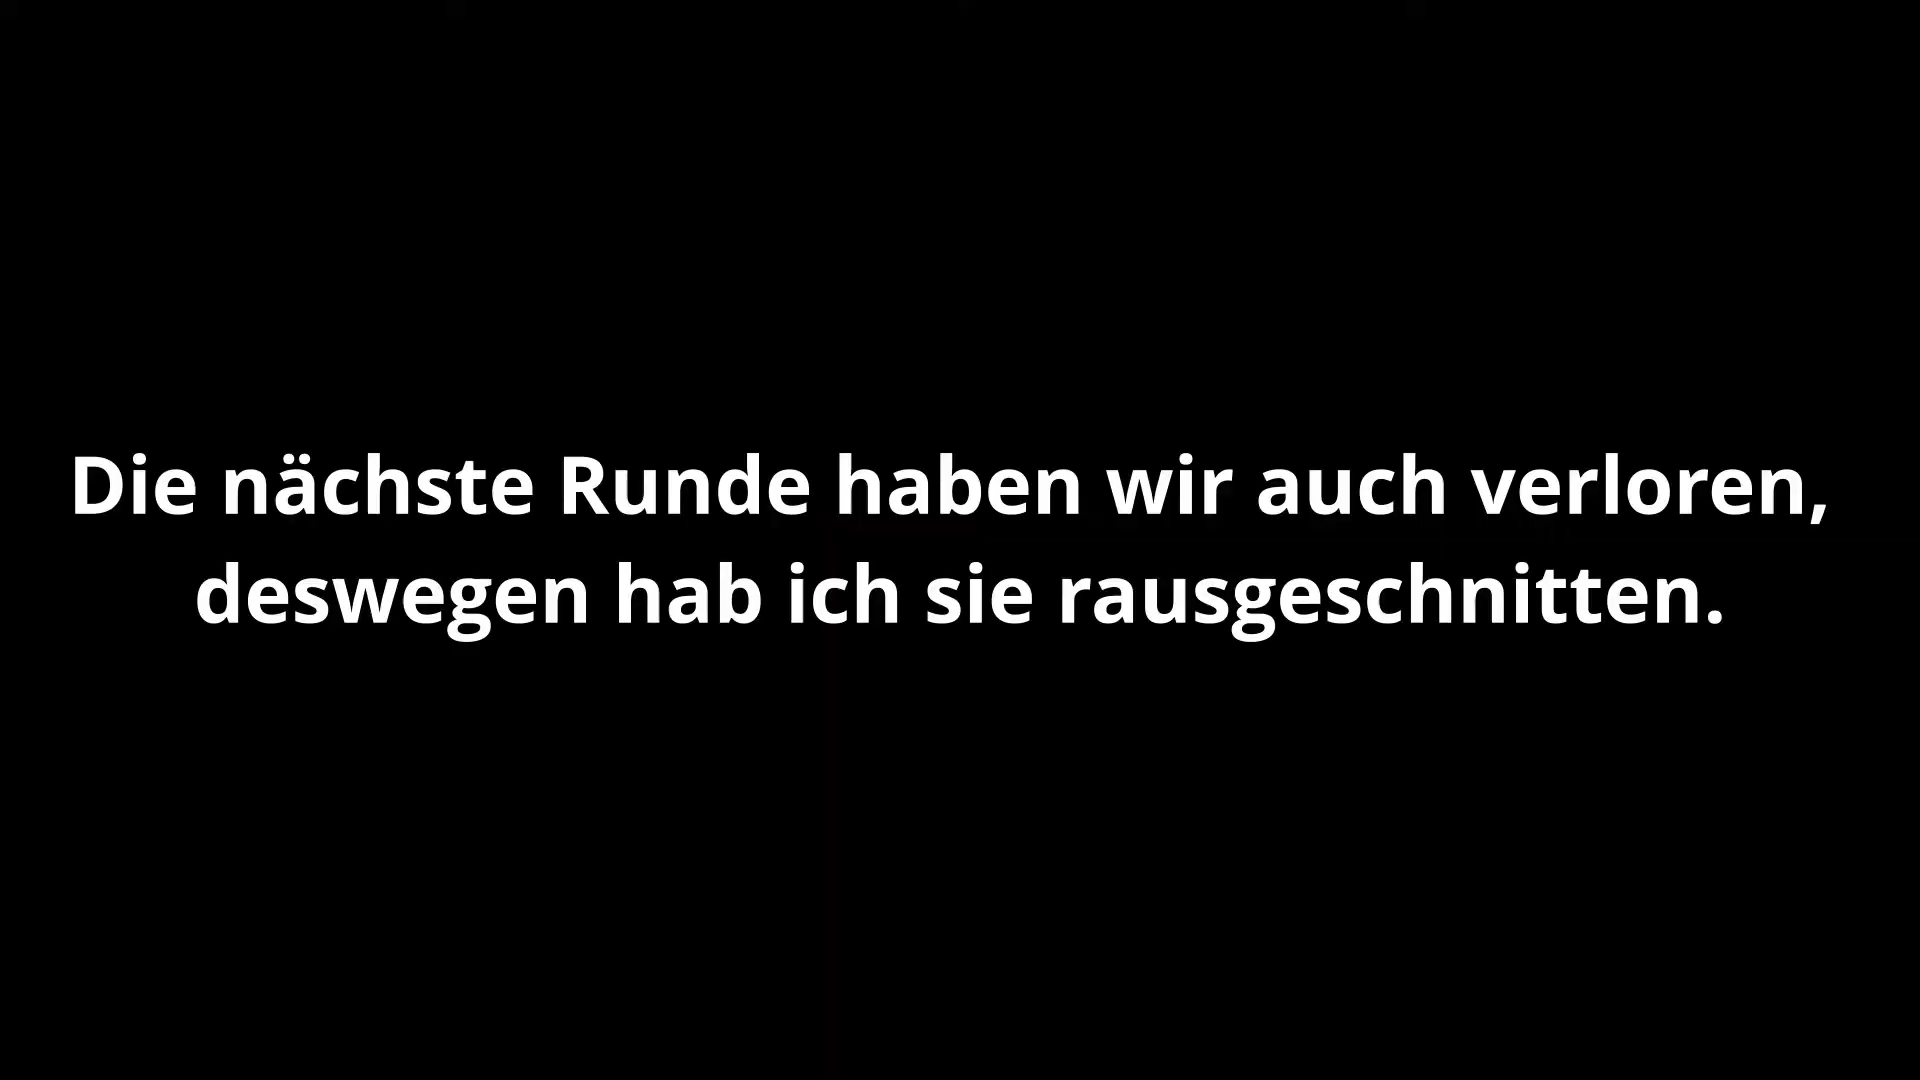 Die nächste Runde haben wir auch verloren,
deswegen hab ich sie rausgeschnitten.